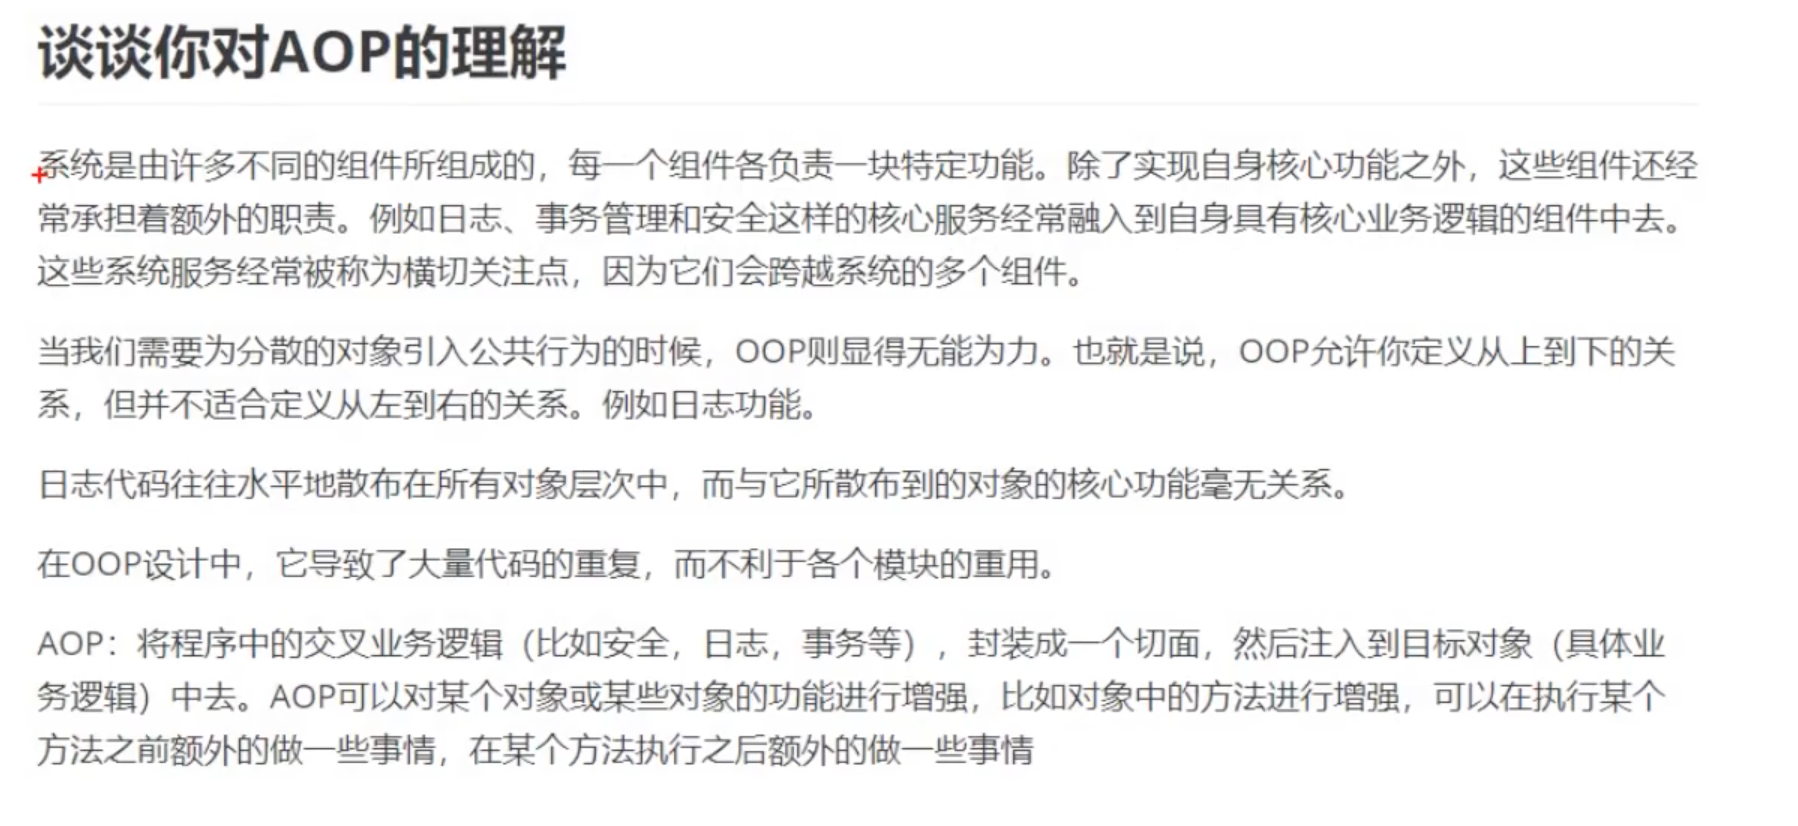 谈谈你对AOP的理解
系统是由许多不同的组件所组成的，每一个组件各负责一块特定功能。除了实现自身核心功能之外，这些组件还经
常承担着额外的职责。例如日志、事务管理和安全这样的核心服务经常融入到自身具有核心业务逻辑的组件中去。
这些系统服务经常被称为横切关注点，因为它们会跨越系统的多个组件。
当我们需要为分散的对象引入公共行为的时候，OOP则显得无能为力。也就是说，OOP允许你定义从上到下的关
系，但并不适合定义从左到右的关系。例如日志功能。
日志代码往往水平地散布在所有对象层次中，而与它所散布到的对象的核心功能毫无关系。
在OOP设计中，它导致了大量代码的重复，而不利于各个模块的重用。
AOP：将程序中的交叉业务逻辑（比如安全，日志，事务等），封装成一个切面，然后注入到目标对象（具体业
务逻辑）中去。AOP可以对某个对象或某些对象的功能进行增强，比如对象中的方法进行增强，可以在执行某个
方法之前额外的做一些事情，在某个方法执行之后额外的做一些事情